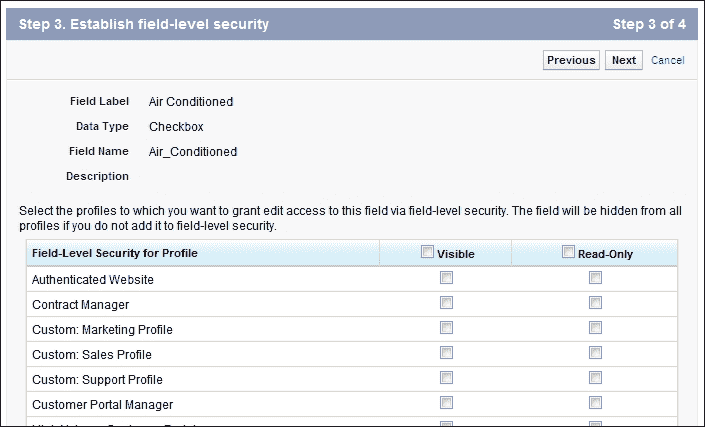 Step 3. Establish field-level security
Step 3 of 4
Previous
Next
Cancel
Field Label Air Conditioned
Data Type Checkbox
Field Name Air_Conditioned
Description
Select the profiles to which you want to grant edit access to this field via field-level security. The field will be hidden from all
profiles if you do not add it to field-level security.
Field-Level Security for Profile Visible Read-Only
Authenticated Website
Contract Manager
Custom: Marketing Profile
Custom: Sales Profile
Custom: Support Profile
Customer Portal Manager